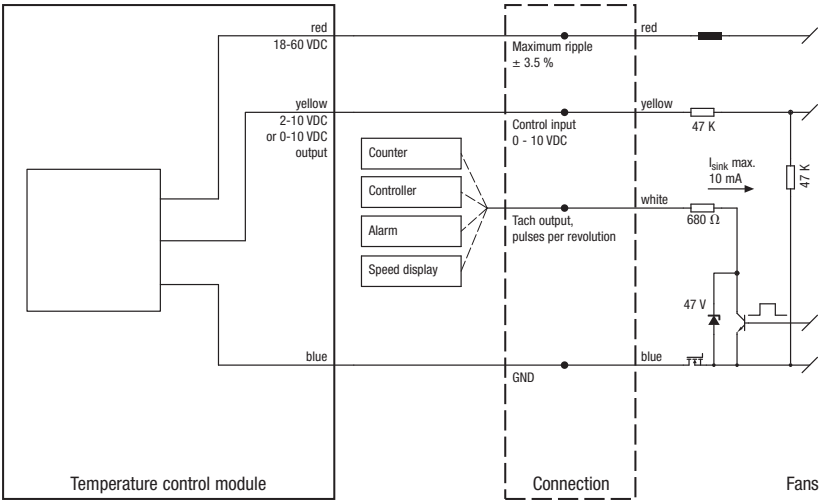 red
18-60 VDC
yellow
2-10 VDC
or 0-10 VDC
output
blue
Temperature control module
Counter
Controller
Alarm
Speed display
Maximum ripple
± 3.5 %
Control input
0 - 10 VDC
Tach output,
pulses per revolution
GND
Connection
red
yellow
47 K
47 K
I sink max.
10 mA
white
680 Ω
47 V
blue
Fans